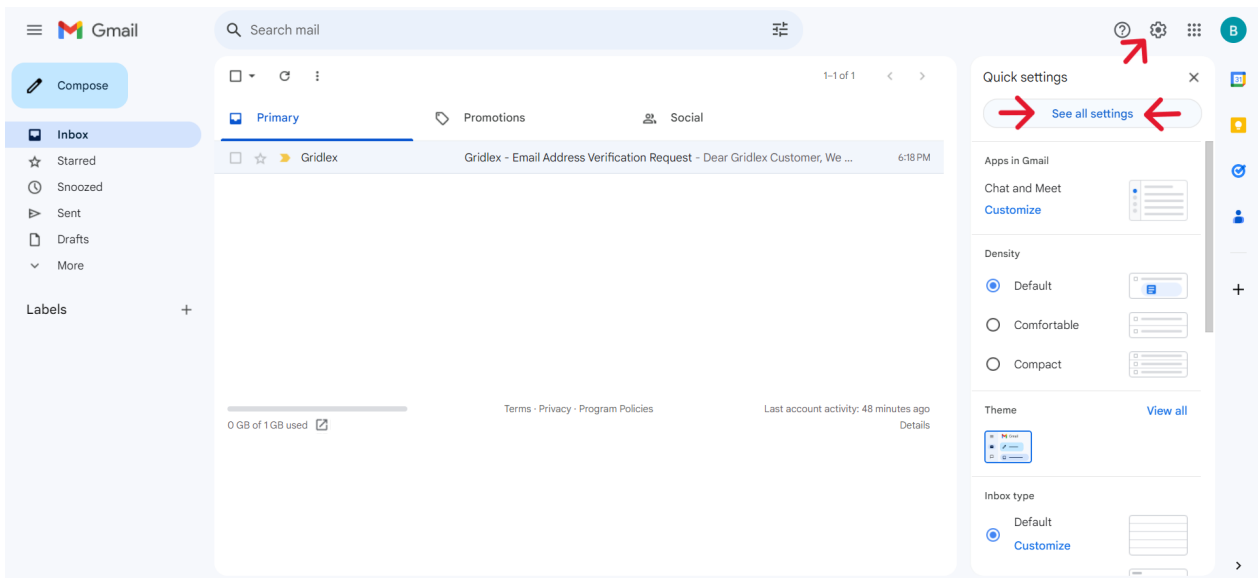 Gmail
Search mail
B
Compose
Inbox
Starred
Snoozed
Sent
Drafts
More
Labels
1–1 of 1
Primary
Promotions
Social
Gridlex Gridlex - Email Address Verification Request - Dear Gridlex Customer, We ... 6:18 PM
0 GB of 1 GB used
Terms · Privacy · Program Policies
Last account activity: 48 minutes ago
Details
Quick settings
See all settings
Apps in Gmail
Chat and Meet
Customize
Density
Default
Comfortable
Compact
Theme View all
Gmail
Inbox type
Default
Customize
31